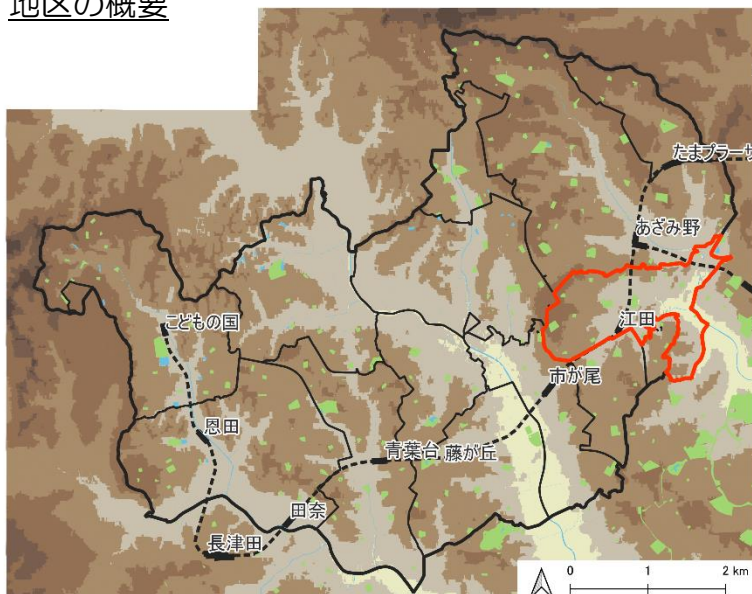 地区の概要
たまプラーザ
あざみ野
江田
こどもの国
市が尾
恩田
青葉台 藤が丘
田奈
長津田
0 1 2 km